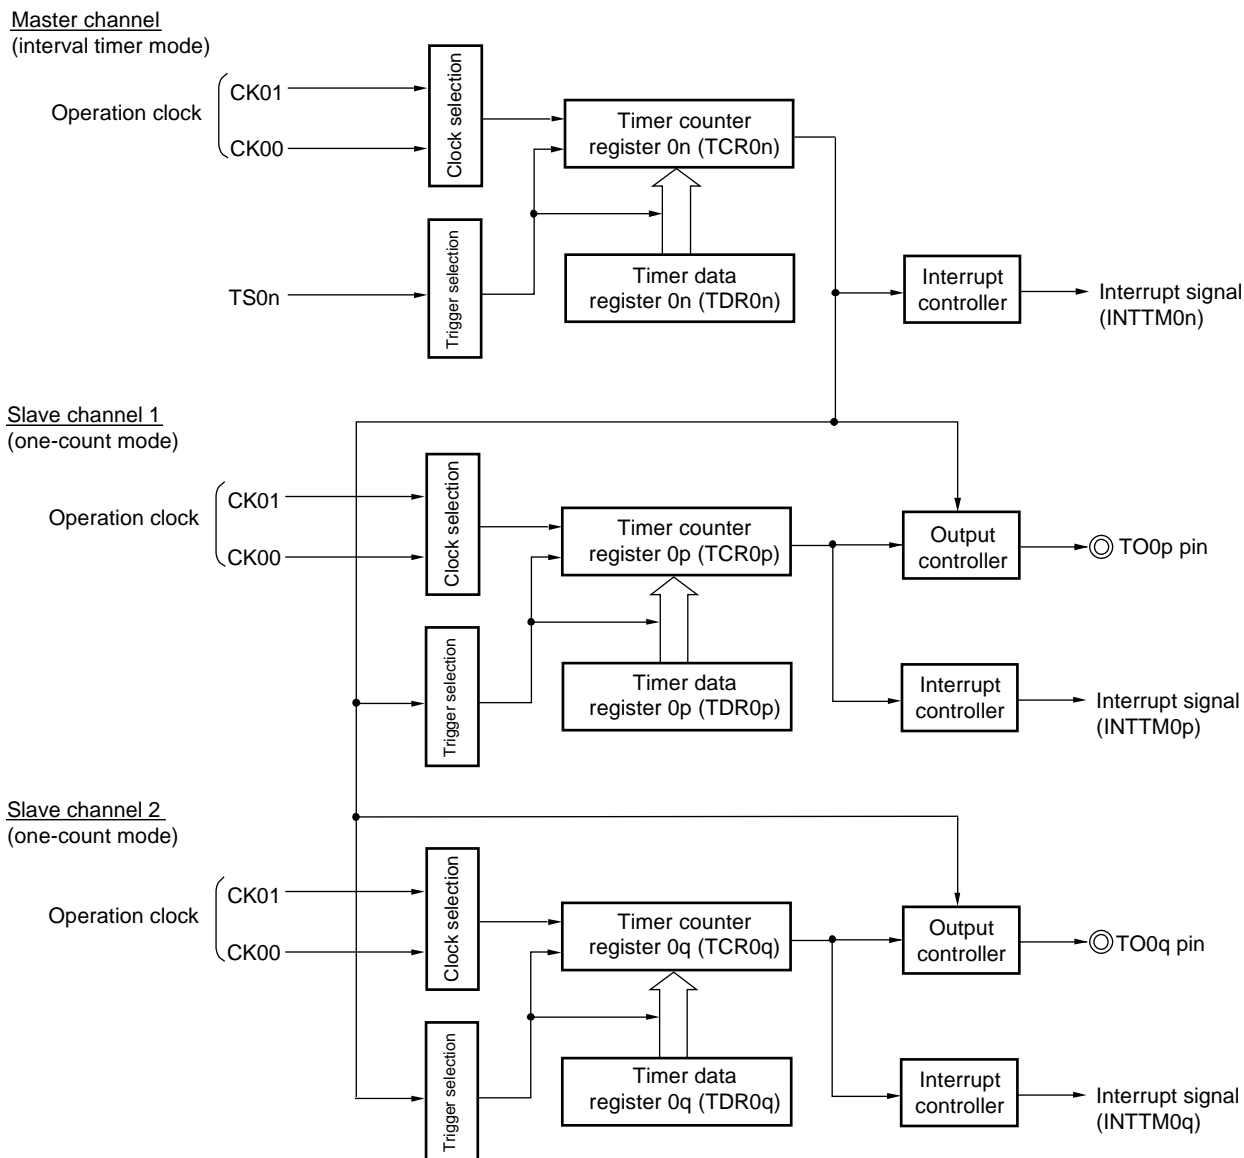 Master channel
(interval timer mode)
Operation clock
CK01
CK00
Clock selection
Timer counter
register 0n (TCR0n)
TS0n
Trigger selection
Timer data
register 0n (TDR0n)
Interrupt
controller
Interrupt signal
(INTTM0n)
Slave channel 1
(one-count mode)
Operation clock
CK01
CK00
Clock selection
Timer counter
register 0p (TCR0p)
Output
controller
TO0p pin
Trigger selection
Timer data
register 0p (TDR0p)
Interrupt
controller
Interrupt signal
(INTTM0p)
Slave channel 2
(one-count mode)
Operation clock
CK01
CK00
Clock selection
Timer counter
register 0q (TCR0q)
Output
controller
TO0q pin
Trigger selection
Timer data
register 0q (TDR0q)
Interrupt
controller
Interrupt signal
(INTTM0q)